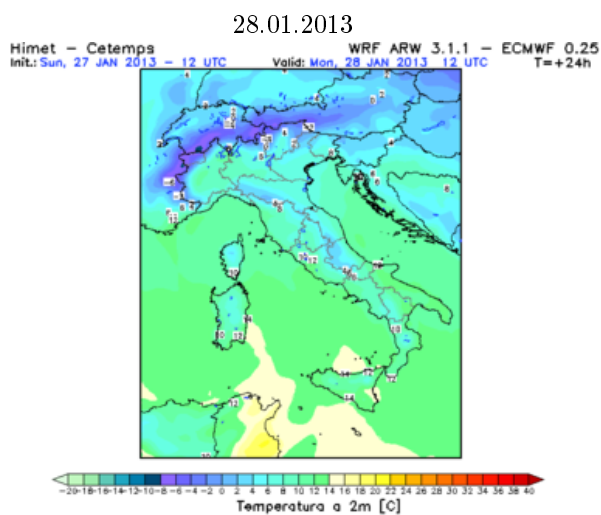 28.01.2013
Himet - Cetemps WRF ARW 3.1.1 - ECMWF 0.25
Init.: Sun, 27 JAN 2013 - 12 UTC Valid: Mon, 28 JAN 2013 12 UTC T=+24h
-20 -18 -16 -14 -12 -10 -8 -6 -4 -2 0 2 4 6 8 10 12 14 16 18 20 22 24 26 28 30 32 34 36 38 40
Temperatura a 2m [C]